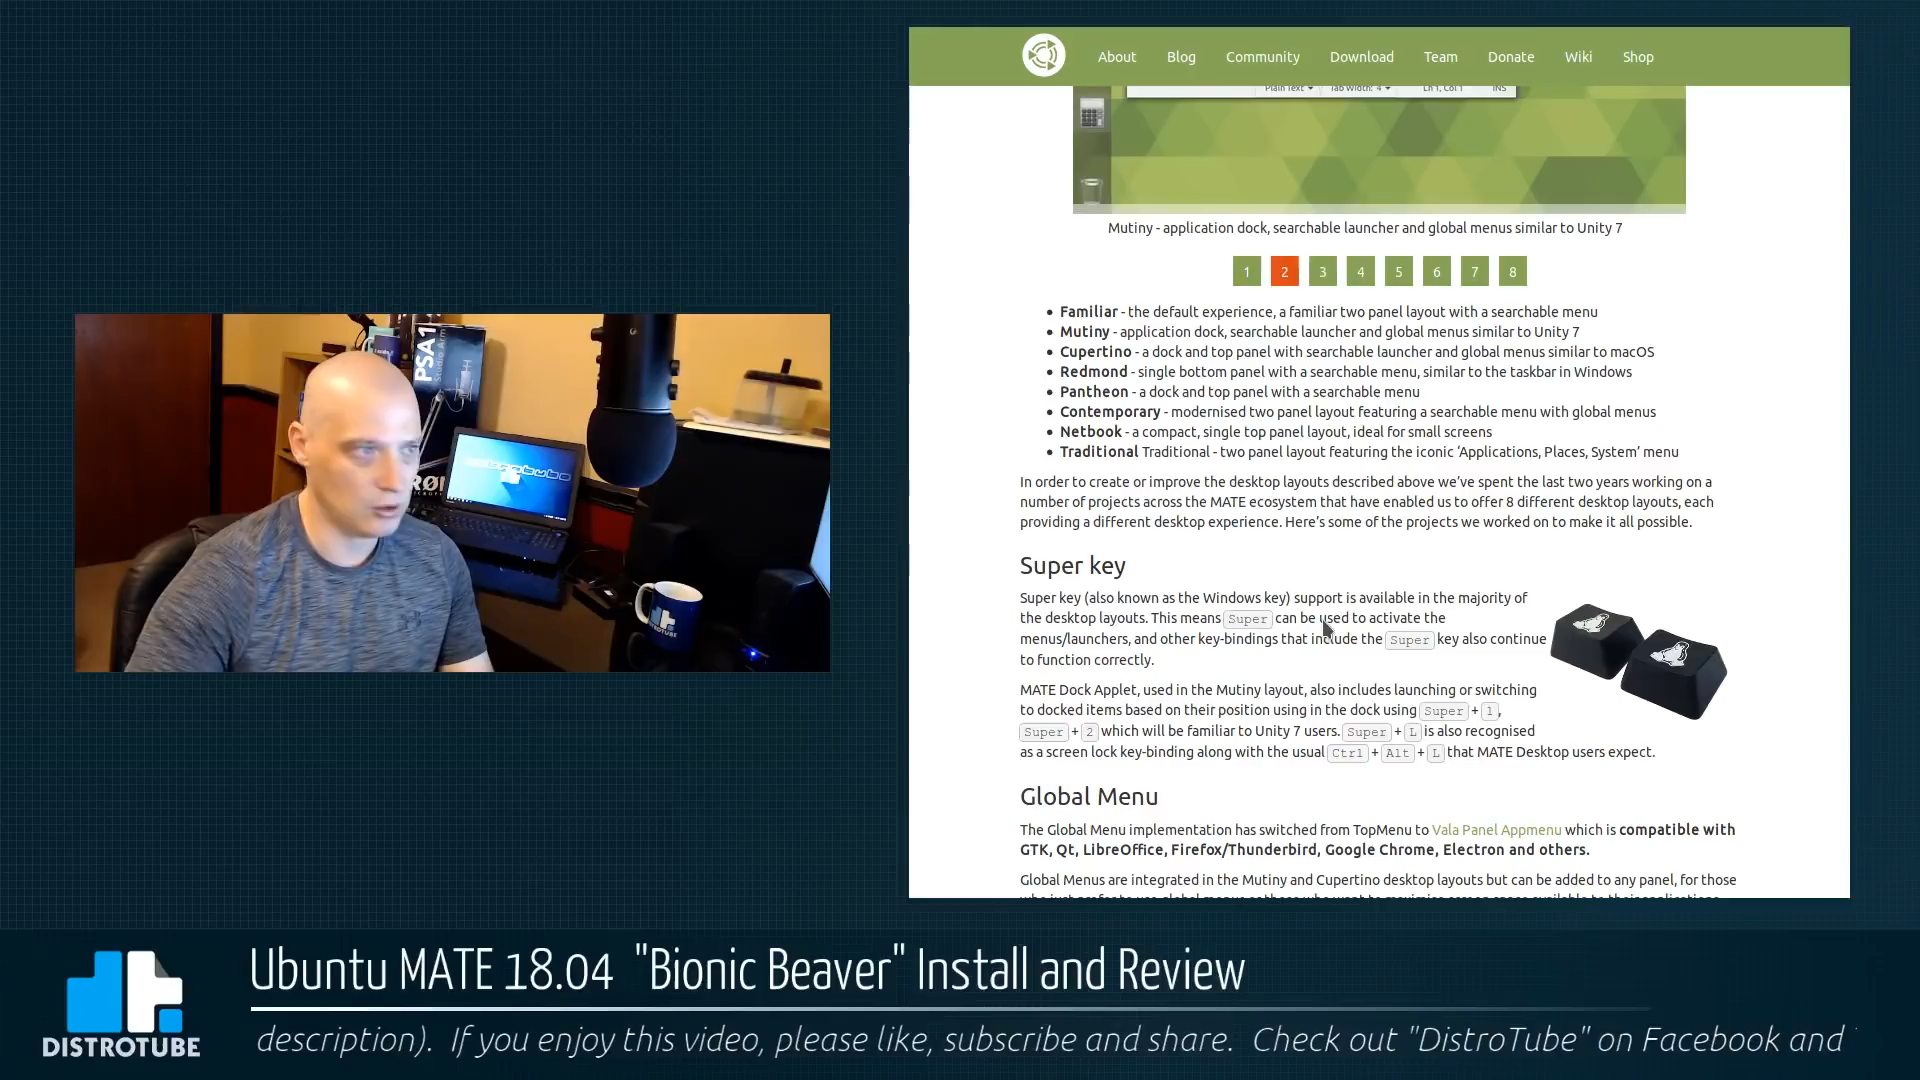 About Blog Community Download Team Donate Wiki Shop
Plain Text Tab Width: 4 Ln 1, Col 1 INS
Mutiny - application dock, searchable launcher and global menus similar to Unity 7
1 2 3 4 5 6 7 8
Familiar - the default experience, a familiar two panel layout with a searchable menu
Mutiny - application dock, searchable launcher and global menus similar to Unity 7
Cupertino - a dock and top panel with searchable launcher and global menus similar to macOS
Redmond - single bottom panel with a searchable menu, similar to the taskbar in Windows
Pantheon - a dock and top panel with a searchable menu
Contemporary - modernised two panel layout featuring a searchable menu with global menus
Netbook - a compact, single top panel layout, ideal for small screens
Traditional Traditional - two panel layout featuring the iconic ‘Applications, Places, System’ menu
In order to create or improve the desktop layouts described above we’ve spent the last two years working on a
number of projects across the MATE ecosystem that have enabled us to offer 8 different desktop layouts, each
providing a different desktop experience. Here’s some of the projects we worked on to make it all possible.
Super key
Super key (also known as the Windows key) support is available in the majority of
the desktop layouts. This means Super can be used to activate the
menus/launchers, and other key-bindings that include the Super key also continue
to function correctly.
MATE Dock Applet, used in the Mutiny layout, also includes launching or switching
to docked items based on their position using in the dock using Super + 1,
Super + 2 which will be familiar to Unity 7 users. Super + L is also recognised
as a screen lock key-binding along with the usual Ctrl + Alt + L that MATE Desktop users expect.
Global Menu
The Global Menu implementation has switched from TopMenu to Vala Panel Appmenu which is compatible with
GTK, Qt, LibreOffice, Firefox/Thunderbird, Google Chrome, Electron and others.
Global Menus are integrated in the Mutiny and Cupertino desktop layouts but can be added to any panel, for those
PSA1
Studio Arm
DISTROTUBE
Ubuntu MATE 18.04 "Bionic Beaver" Install and Review
description). If you enjoy this video, please like, subscribe and share. Check out "DistroTube" on Facebook and
DISTROTUBE